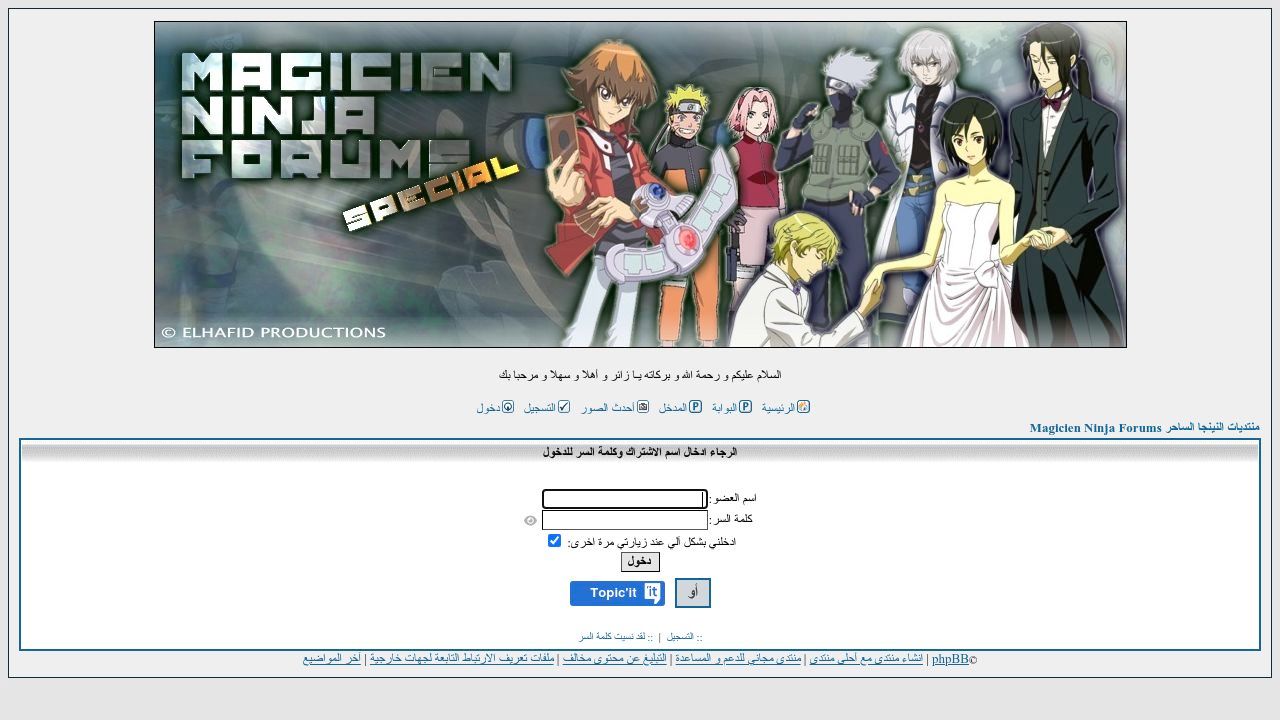 MAGICIEN
NINJA
FORUMS
SPECIAL
© ELHAFID PRODUCTIONS
السلام عليكم و رحمة الله و بركاته يـا زائر و أهلا و سهلا و مرحبا بك
الرئيسية البوابة المدخل أحدث الصور التسجيل دخول
منتديات النينجا الساحر Magicien Ninja Forums
الرجاء ادخال اسم الاشتراك وكلمة السر للدخول
اسم العضو:
كلمة السر:
ادخلني بشكل آلي عند زيارتي مرة اخرى:
دخول
أو Topic'it
:: التسجيل | :: لقد نسيت كلمة السر
©phpBB | انشاء منتدى مع أحلى منتدى | منتدى مجاني للدعم و المساعدة | التبليغ عن محتوى مخالف | ملفات تعريف الارتباط التابعة لجهات خارجية | آخر المواضيع